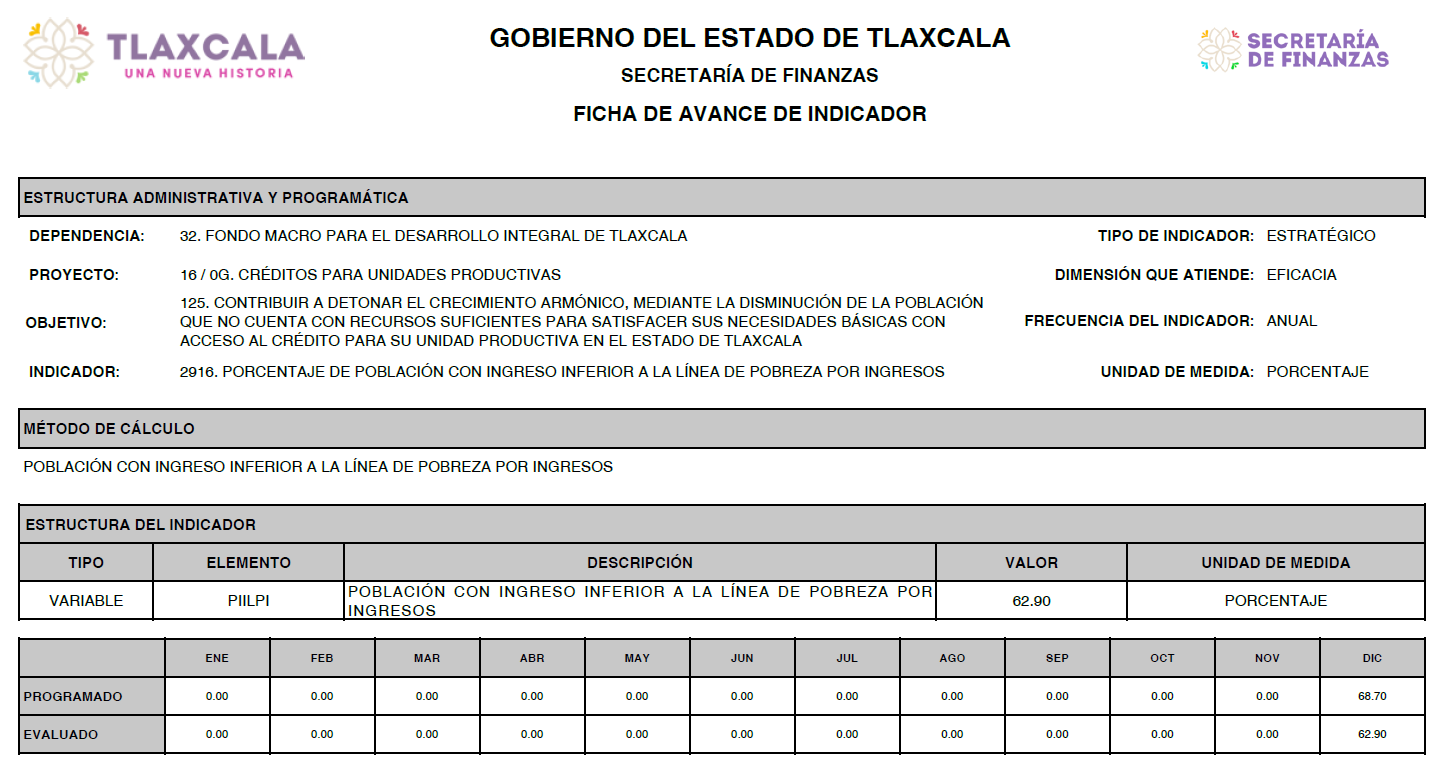 TLAXCALA
UNA NUEVA HISTORIA
GOBIERNO DEL ESTADO DE TLAXCALA
SECRETARÍA DE FINANZAS
FICHA DE AVANCE DE INDICADOR
SECRETARÍA
DE FINANZAS
ESTRUCTURA ADMINISTRATIVA Y PROGRAMÁTICA
DEPENDENCIA: 32. FONDO MACRO PARA EL DESARROLLO INTEGRAL DE TLAXCALA TIPO DE INDICADOR: ESTRATÉGICO
PROYECTO: 16 / 0G. CRÉDITOS PARA UNIDADES PRODUCTIVAS DIMENSIÓN QUE ATIENDE: EFICACIA
OBJETIVO: 125. CONTRIBUIR A DETONAR EL CRECIMIENTO ARMÓNICO, MEDIANTE LA DISMINUCIÓN DE LA POBLACIÓN
QUE NO CUENTA CON RECURSOS SUFICIENTES PARA SATISFACER SUS NECESIDADES BÁSICAS CON
ACCESO AL CRÉDITO PARA SU UNIDAD PRODUCTIVA EN EL ESTADO DE TLAXCALA
FRECUENCIA DEL INDICADOR: ANUAL
INDICADOR: 2916. PORCENTAJE DE POBLACIÓN CON INGRESO INFERIOR A LA LÍNEA DE POBREZA POR INGRESOS UNIDAD DE MEDIDA: PORCENTAJE
MÉTODO DE CÁLCULO
POBLACIÓN CON INGRESO INFERIOR A LA LÍNEA DE POBREZA POR INGRESOS
ESTRUCTURA DEL INDICADOR
TIPO ELEMENTO DESCRIPCIÓN VALOR UNIDAD DE MEDIDA
VARIABLE PIILPI POBLACIÓN CON INGRESO INFERIOR A LA LÍNEA DE POBREZA POR
INGRESOS 62.90 PORCENTAJE
ENE FEB MAR ABR MAY JUN JUL AGO SEP OCT NOV DIC
PROGRAMADO 0.00 0.00 0.00 0.00 0.00 0.00 0.00 0.00 0.00 0.00 0.00 68.70
EVALUADO 0.00 0.00 0.00 0.00 0.00 0.00 0.00 0.00 0.00 0.00 0.00 62.90